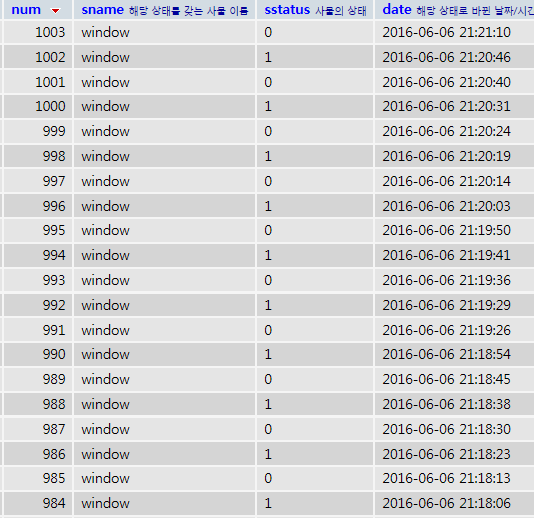 num sname 해당 상태를 갖는 사물 이름 sstatus 사물의 상태 date 해당 상태로 바뀐 날짜/시간
1003 window 0 2016-06-06 21:21:10
1002 window 1 2016-06-06 21:20:46
1001 window 0 2016-06-06 21:20:40
1000 window 1 2016-06-06 21:20:31
999 window 0 2016-06-06 21:20:24
998 window 1 2016-06-06 21:20:19
997 window 0 2016-06-06 21:20:14
996 window 1 2016-06-06 21:20:03
995 window 0 2016-06-06 21:19:50
994 window 1 2016-06-06 21:19:41
993 window 0 2016-06-06 21:19:36
992 window 1 2016-06-06 21:19:29
991 window 0 2016-06-06 21:19:26
990 window 1 2016-06-06 21:18:54
989 window 0 2016-06-06 21:18:45
988 window 1 2016-06-06 21:18:38
987 window 0 2016-06-06 21:18:30
986 window 1 2016-06-06 21:18:23
985 window 0 2016-06-06 21:18:13
984 window 1 2016-06-06 21:18:06